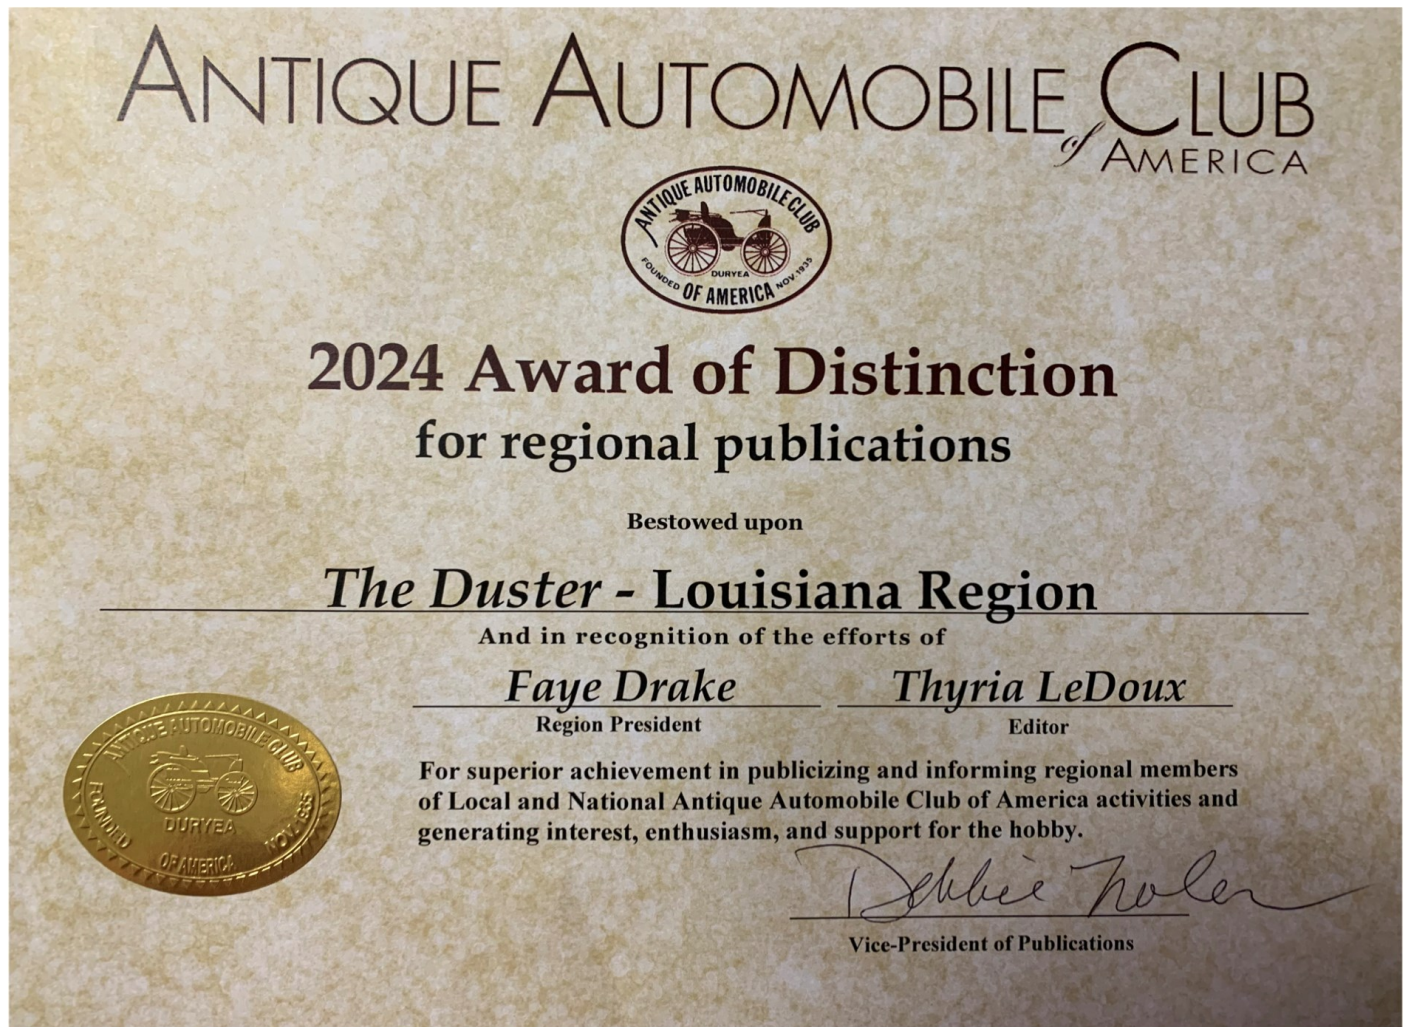 ANTIQUE AUTOMOBILE CLUB
of AMERICA
ANTIQUE AUTOMOBILE CLUB
DURYEA
FOUNDED NOV. 1935
OF AMERICA
2024 Award of Distinction
for regional publications
Bestowed upon
The Duster - Louisiana Region
And in recognition of the efforts of
Faye Drake Thyria LeDoux
Region President Editor
ANTIQUE AUTOMOBILE CLUB
DURYEA
FOUNDED NOV. 1935
OF AMERICA
For superior achievement in publicizing and informing regional members
of Local and National Antique Automobile Club of America activities and
generating interest, enthusiasm, and support for the hobby.
Debbie Nolen
Vice-President of Publications